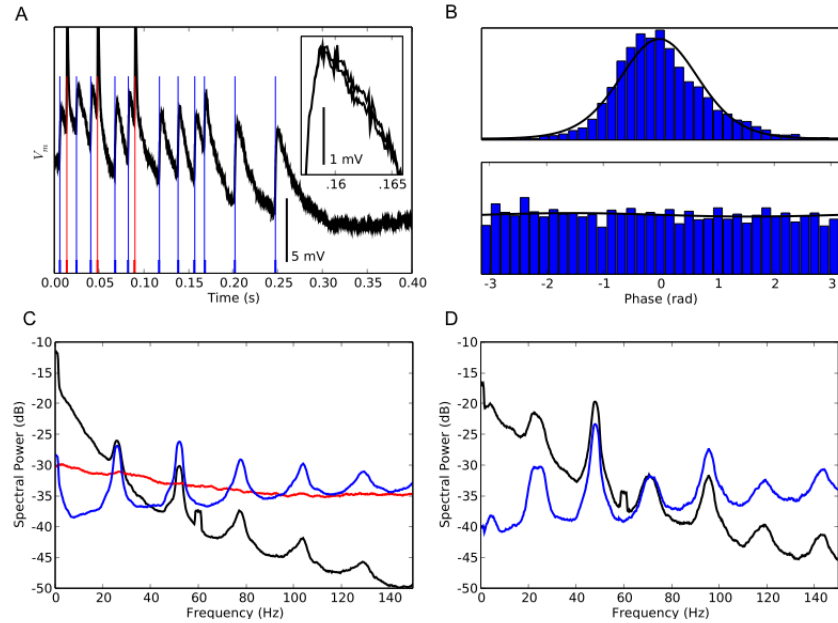 A
V_m
1 mV
.16 .165
5 mV
0.00 0.05 0.10 0.15 0.20 0.25 0.30 0.35 0.40
Time (s)
B
-3 -2 -1 0 1 2 3
Phase (rad)
C
-10
-15
-20
-25
-30
-35
-40
-45
-50
Spectral Power (dB)
0 20 40 60 80 100 120 140
Frequency (Hz)
D
-10
-15
-20
-25
-30
-35
-40
-45
-50
Spectral Power (dB)
0 20 40 60 80 100 120 140
Frequency (Hz)